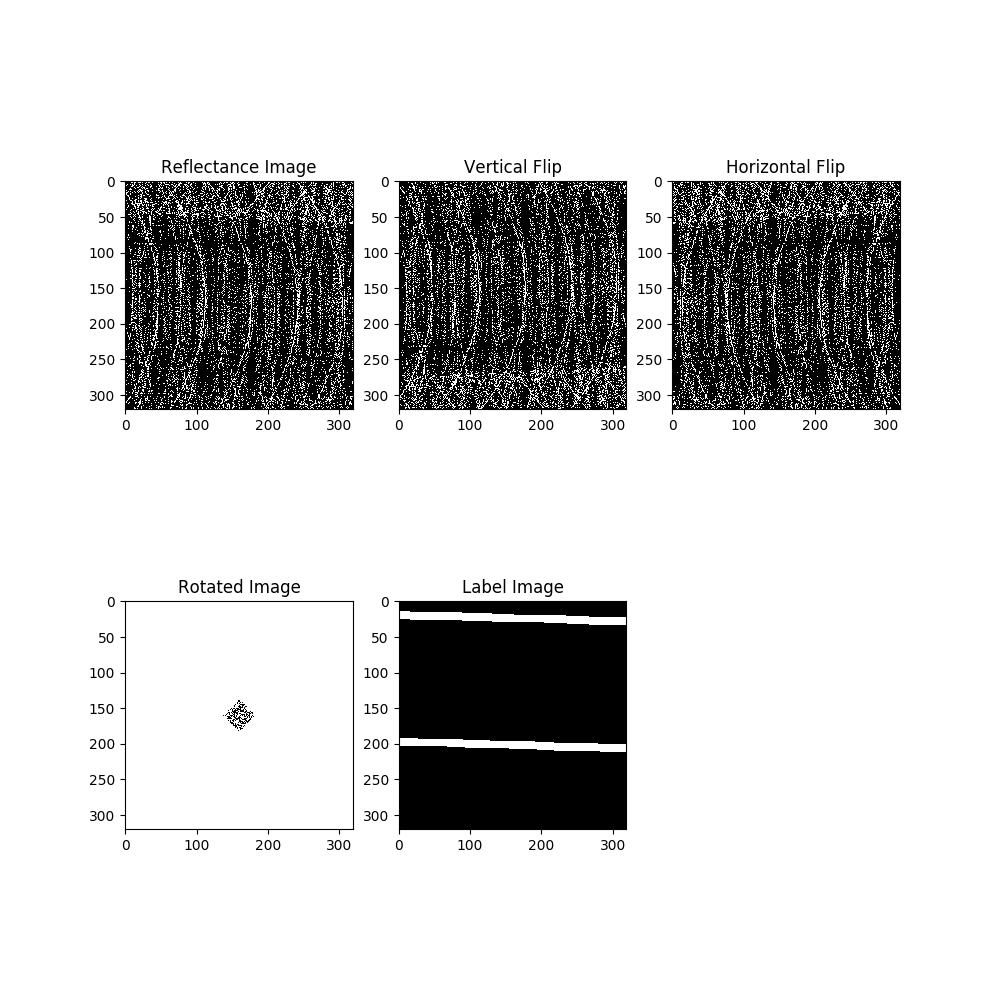 Reflectance Image Vertical Flip Horizontal Flip
0 0 0
50 50 50
100 100 100
150 150 150
200 200 200
250 250 250
300 300 300
0 100 200 300 0 100 200 300 0 100 200 300
Rotated Image Label Image
0 0
50 50
100 100
150 150
200 200
250 250
300 300
0 100 200 300 0 100 200 300